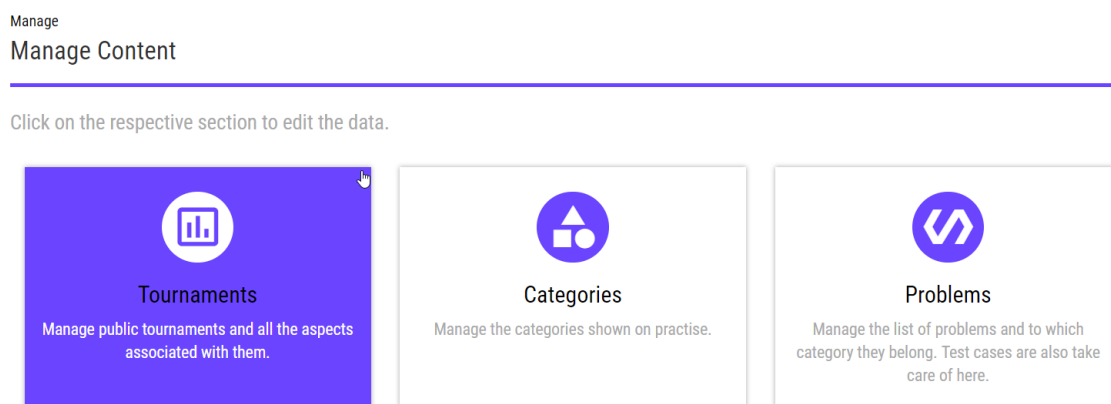 Manage
Manage Content
Click on the respective section to edit the data.
Tournaments
Manage public tournaments and all the aspects
associated with them.
Categories
Manage the categories shown on practise.
Problems
Manage the list of problems and to which
category they belong. Test cases are also take
care of here.